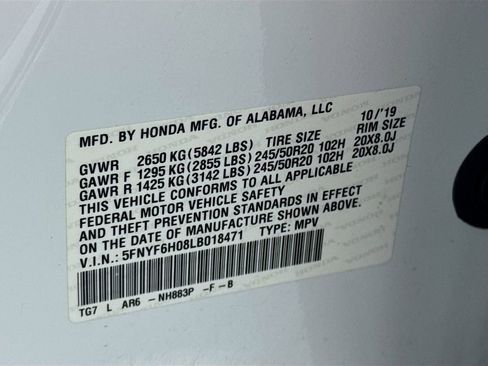 MFD. BY HONDA MFG. OF ALABAMA, LLC 10/'19
GVWR 2650 KG (5842 LBS) TIRE SIZE RIM SIZE
GAWR F 1295 KG (2855 LBS) 245/50R20 102H 20X8.0J
GAWR R 1425 KG (3142 LBS) 245/50R20 102H 20X8.0J
THIS VEHICLE CONFORMS TO ALL APPLICABLE
FEDERAL MOTOR VEHICLE SAFETY
AND THEFT PREVENTION STANDARDS IN EFFECT
ON THE DATE OF MANUFACTURE SHOWN ABOVE.
V.I.N.: 5FNYF6H08LB018471 TYPE: MPV
TG7 L AR6 -NH883P -F-B